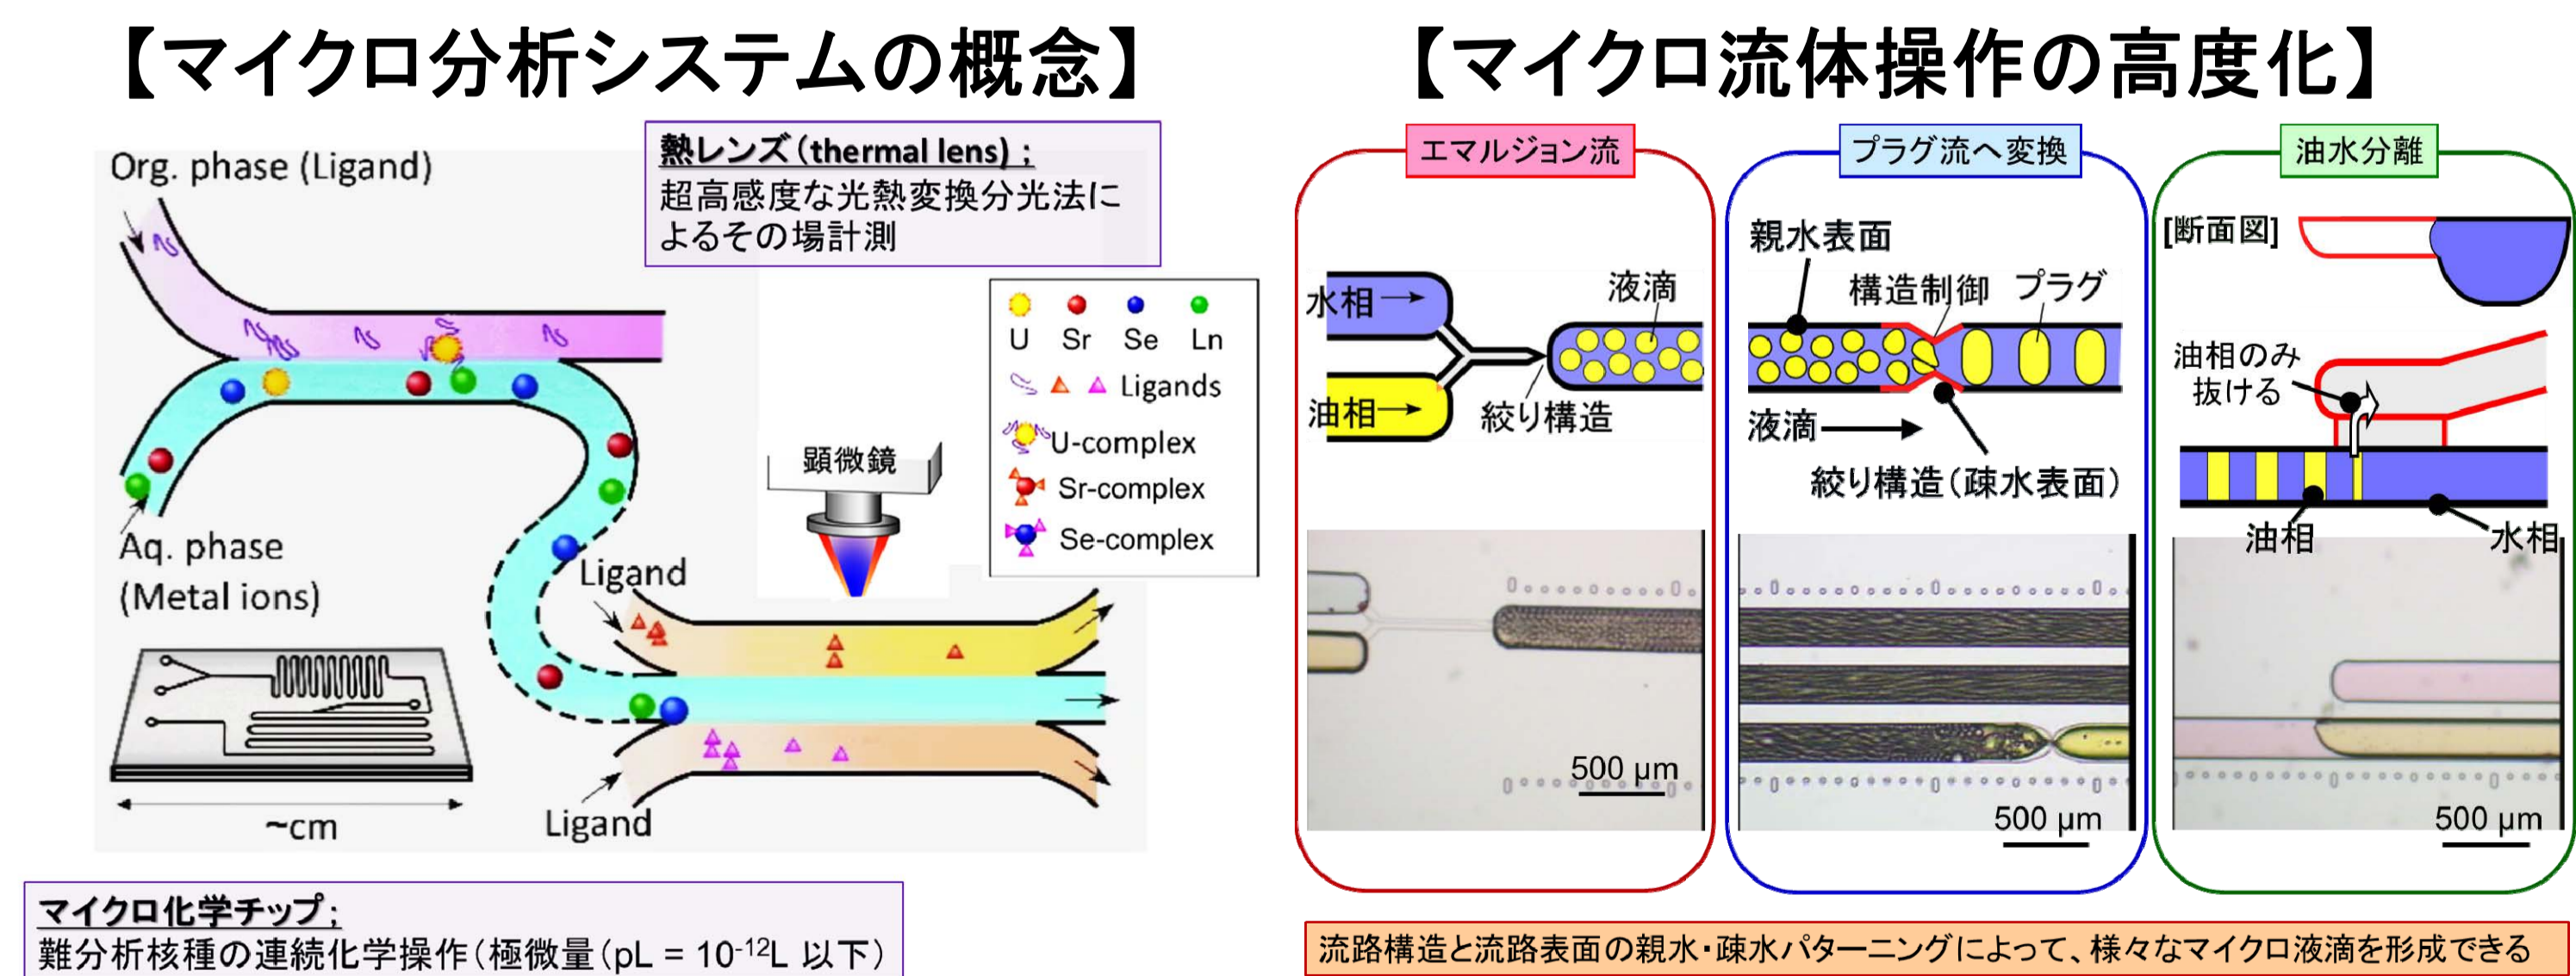 【マイクロ分析システムの概念】
Org. phase (Ligand)
熱レンズ（thermal lens）;
超高感度な光熱変換分光法に
よるその場計測
U Sr Se Ln
Ligands
U-complex
Sr-complex
Se-complex
顕微鏡
Aq. phase
(Metal ions)
Ligand
~cm
Ligand
マイクロ化学チップ;
難分析核種の連続化学操作（極微量（pL = 10⁻¹²L 以下）
【マイクロ流体操作の高度化】
エマルジョン流
水相
油相
液滴
絞り構造
500 μm
プラグ流へ変換
親水表面
構造制御
プラグ
液滴
絞り構造（疎水表面）
500 μm
油水分離
[断面図]
油相のみ
抜ける
油相
水相
500 μm
流路構造と流路表面の親水・疎水パターニングによって、様々なマイクロ液滴を形成できる